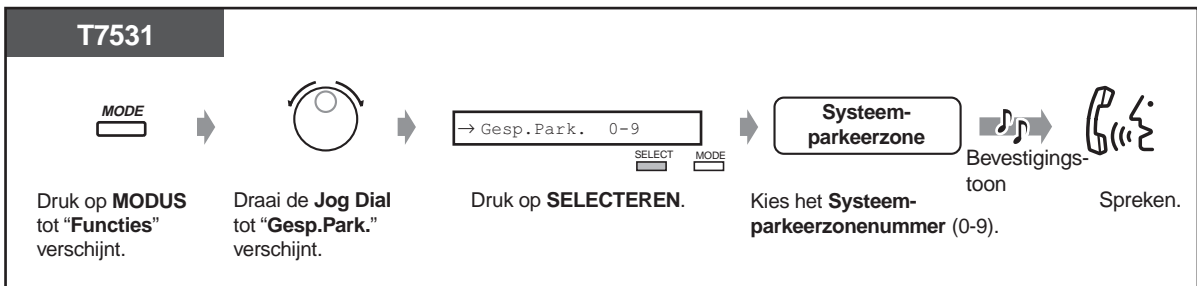 T7531
MODE
→ Gesp.Park. 0-9
SELECT MODE
Systeem-
parkeerzone
Bevestigings-
toon
Druk op MODUS
tot “Functies”
verschijnt.
Draai de Jog Dial
tot “Gesp.Park.”
verschijnt.
Druk op SELECTEREN.
Kies het Systeem-
parkeerzonenummer (0-9).
Spreken.